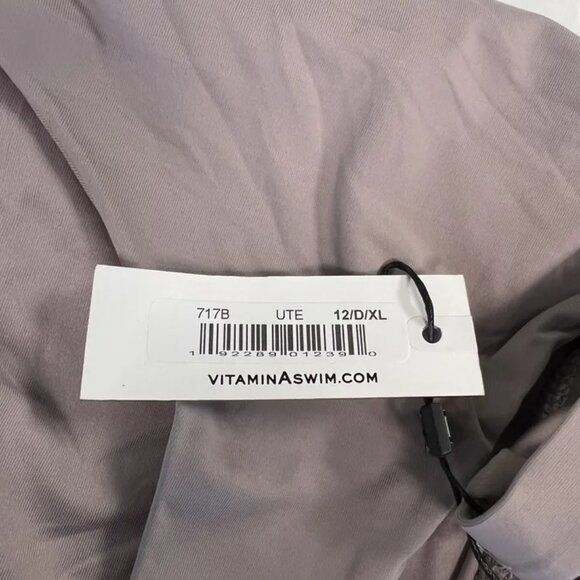 717B UTE 12/D/XL
1 92289 01239 0
VITAMINASWIM.COM